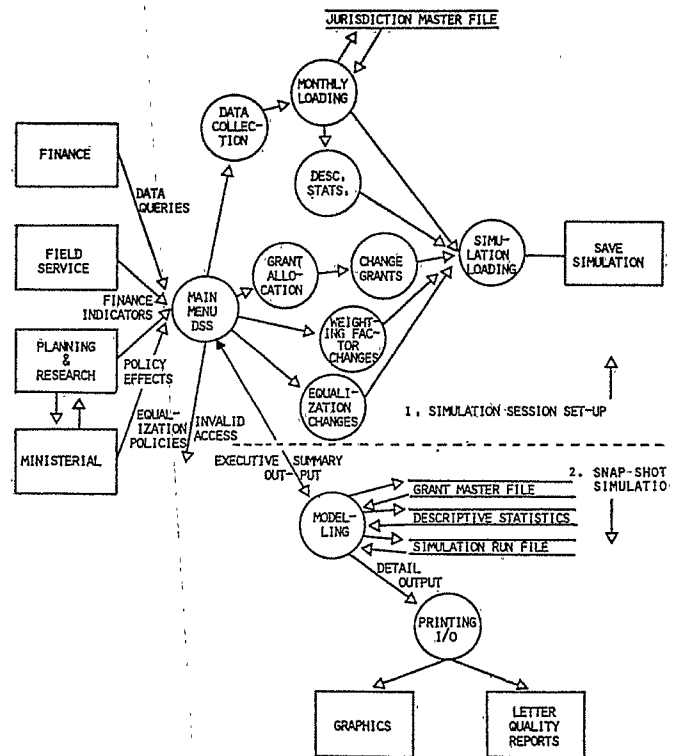 JURISDICTION MASTER FILE
MONTHLY
LOADING
DATA
COLLEC-
TION
FINANCE
DESC.
STATS.
DATA
QUERIES
FIELD
SERVICE
GRANT
ALLO-
CATION
CHANGE
GRANTS
SIMU-
LATION
LOADING
SAVE
SIMULATION
FINANCE
INDICATORS
MAIN
MENU
DSS
PLANNING
&
RESEARCH
WEIGHT-
ING FAC-
TOR
CHANGES
POLICY
EFFECTS
EQUALI-
ZATION
CHANGES
1. SIMULATION SESSION SET-UP
EQUAL-
IZATION
POLICIES
INVALID
ACCESS
MINISTERIAL
EXECUTIVE SUMMARY
OUT-PUT
2. SNAP-SHOT
SIMULATIO
GRANT MASTER FILE
MODEL-
LING
DESCRIPTIVE STATISTICS
SIMULATION RUN FILE
DETAIL
OUTPUT
PRINTING
I/O
GRAPHICS
LETTER
QUALITY
REPORTS